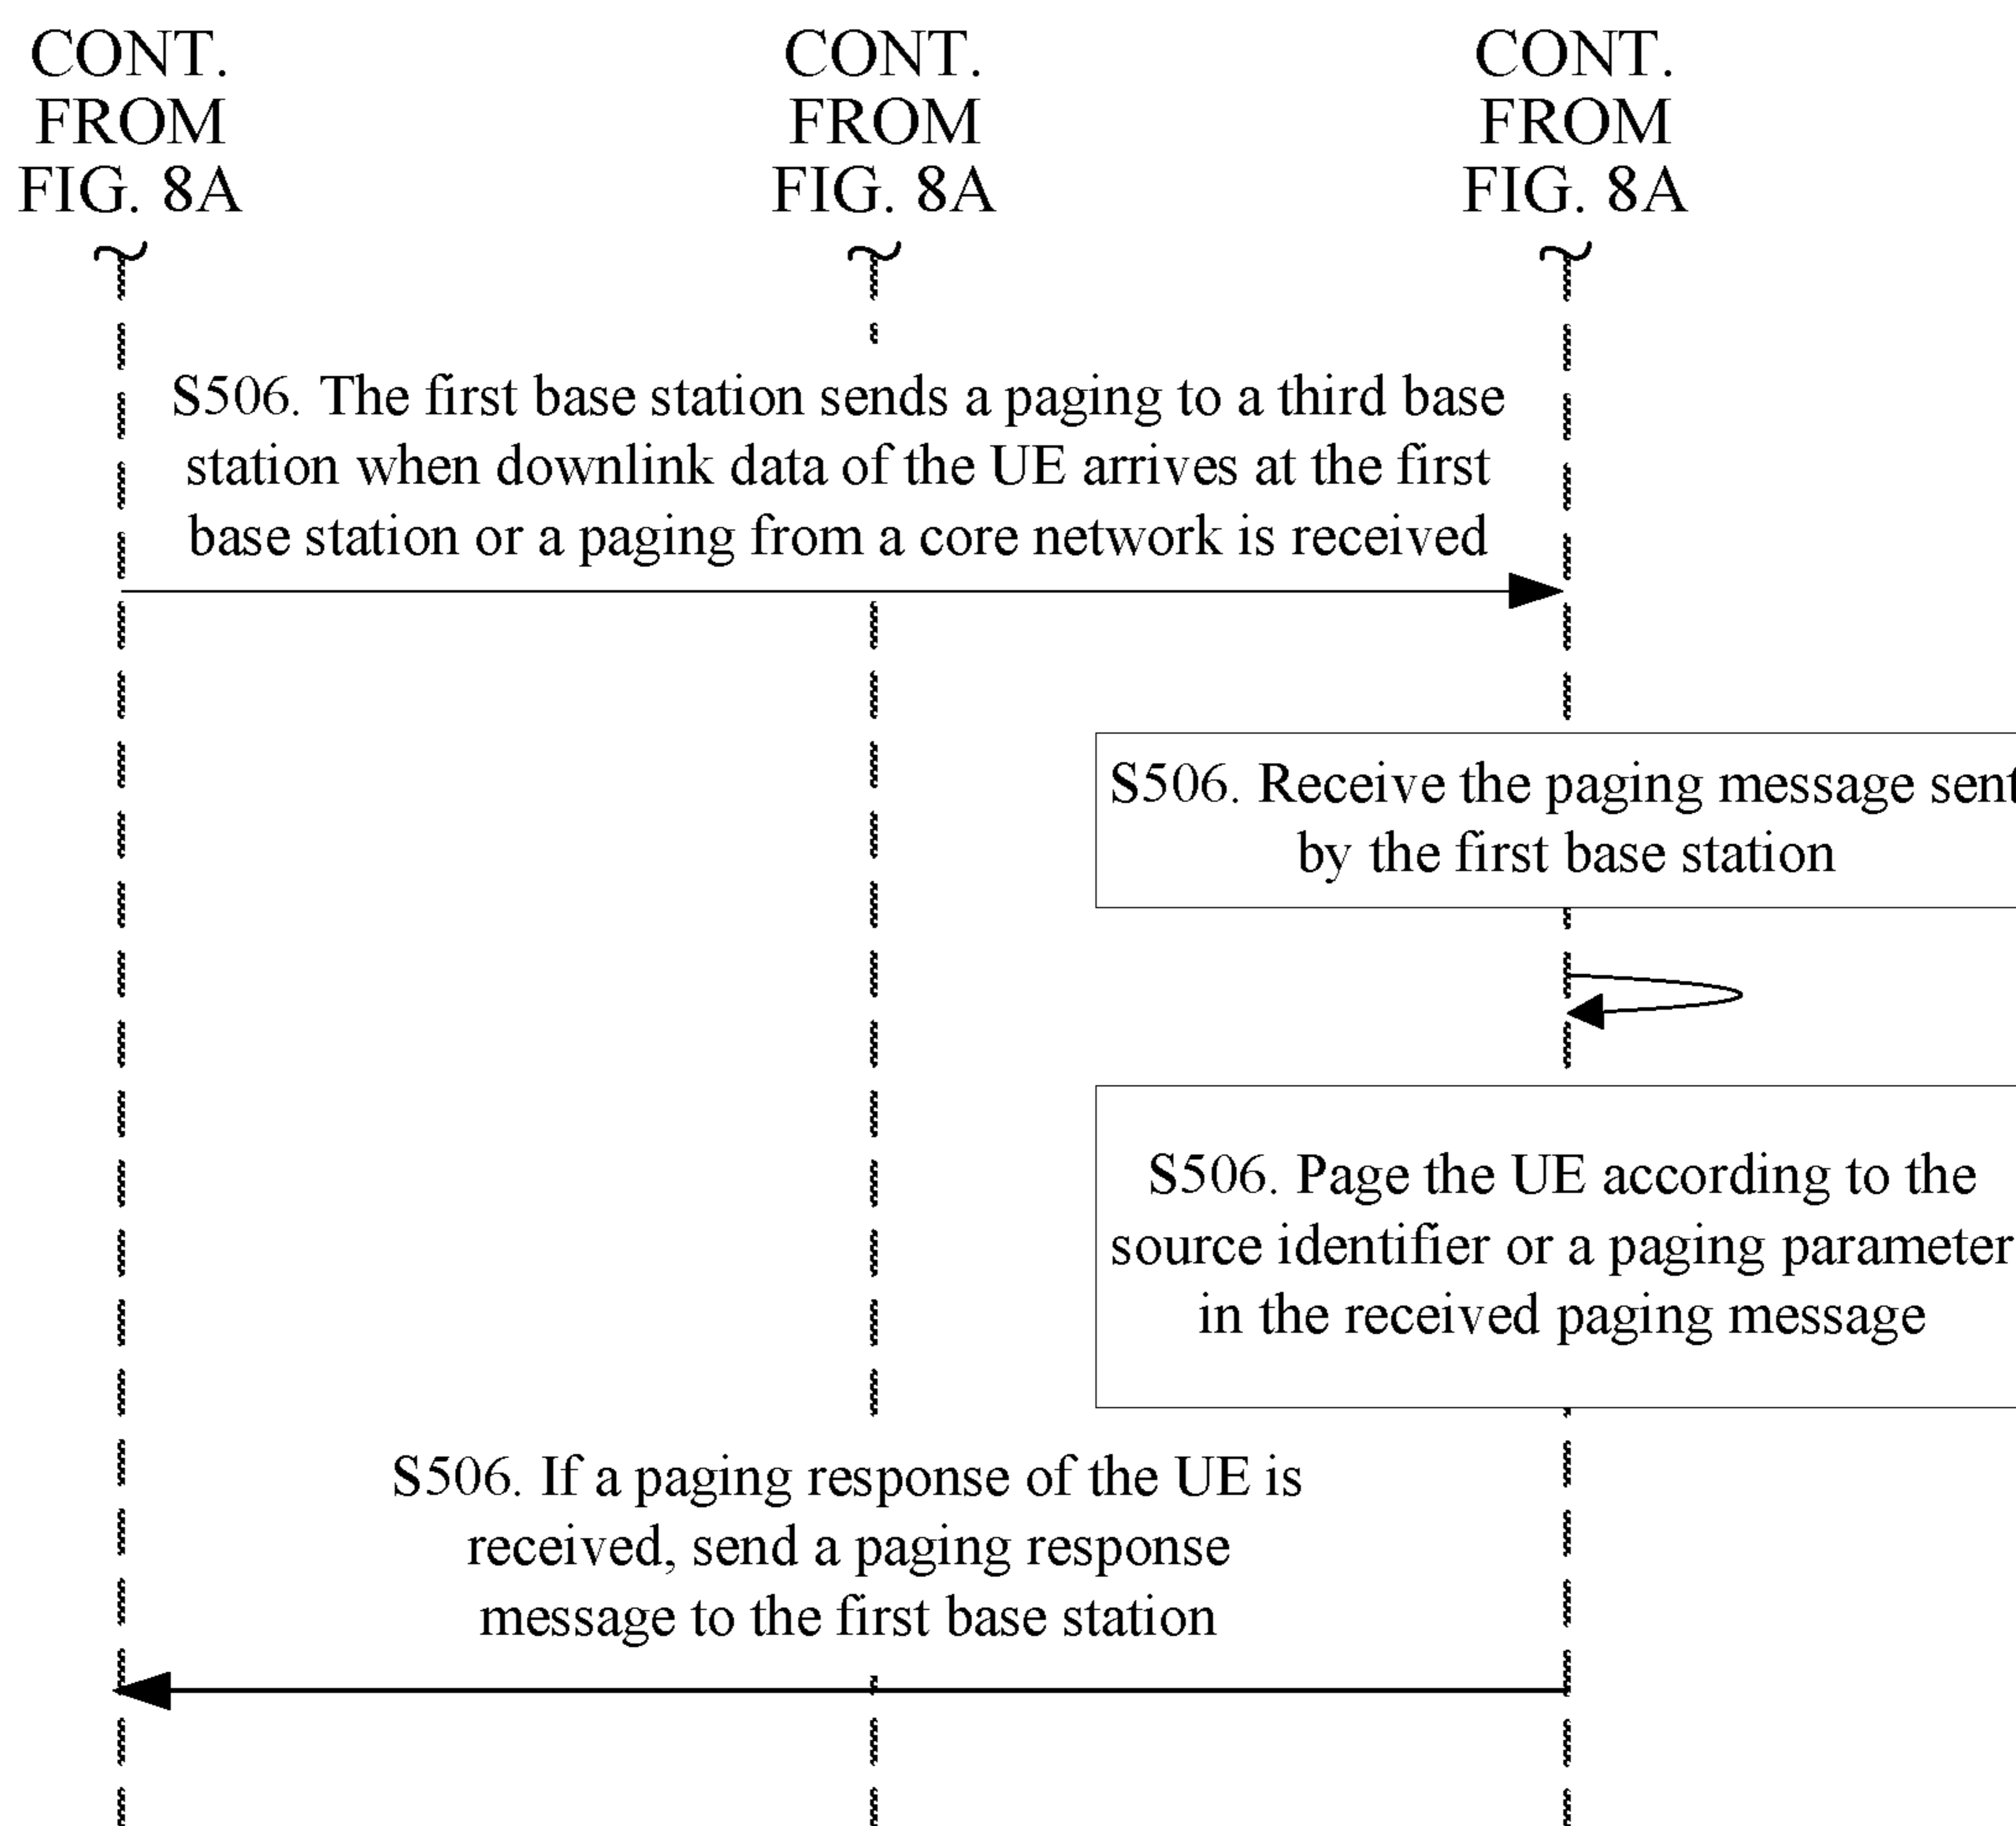 CONT.
FROM
FIG. 8A
CONT.
FROM
FIG. 8A
CONT.
FROM
FIG. 8A
S506. The first base station sends a paging to a third base
station when downlink data of the UE arrives at the first
base station or a paging from a core network is received
S506. Receive the paging message sent
by the first base station
S506. Page the UE according to the
source identifier or a paging parameter
in the received paging message
S506. If a paging response of the UE is
received, send a paging response
message to the first base station